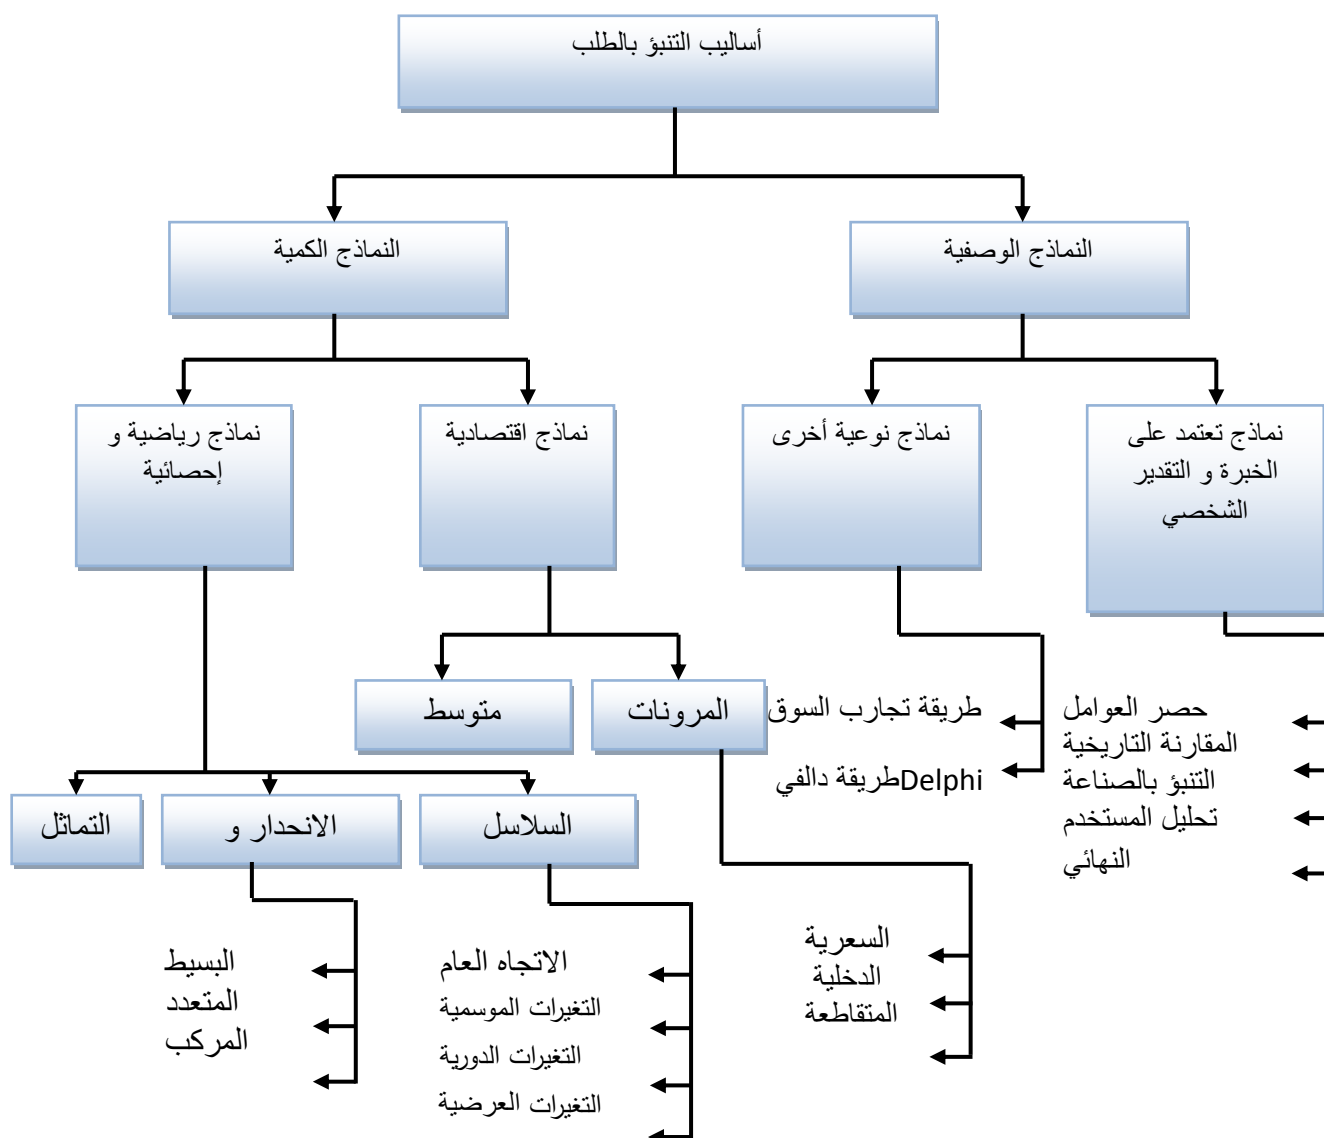 أساليب التنبؤ بالطلب
النماذج الوصفية
النماذج الكمية
نماذج تعتمد على
الخبرة و التقدير
الشخصي
نماذج نوعية أخرى
نماذج اقتصادية
نماذج رياضية و
إحصائية
حصر العوامل
المقارنة التاريخية
التنبؤ بالصناعة
تحليل المستخدم
النهائي
طريقة تجارب السوق
طريقة دالفيDelphi
المرونات
متوسط
السلاسل
الانحدار و
التماثل
السعرية
الدخلية
المتقاطعة
الاتجاه العام
التغيرات الموسمية
التغيرات الدورية
التغيرات العرضية
البسيط
المتعدد
المركب